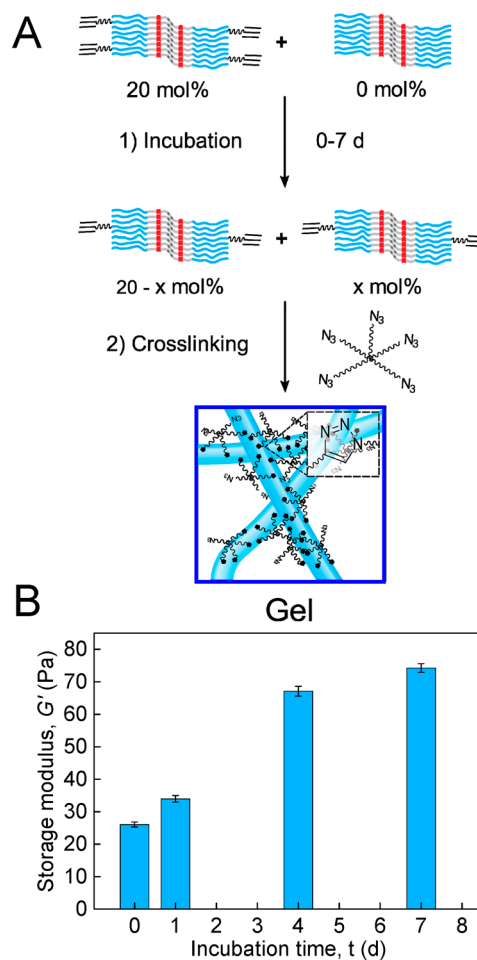 A
+
20 mol%
0 mol%
1) Incubation
0-7 d
+
20 - x mol%
x mol%
2) Crosslinking
N3
N3
N3
N3
N3
N
N
N
N3
N3
B
Gel
Storage modulus, G' (Pa)
80
70
60
50
40
30
20
10
0
0 1 2 3 4 5 6 7 8
Incubation time, t (d)